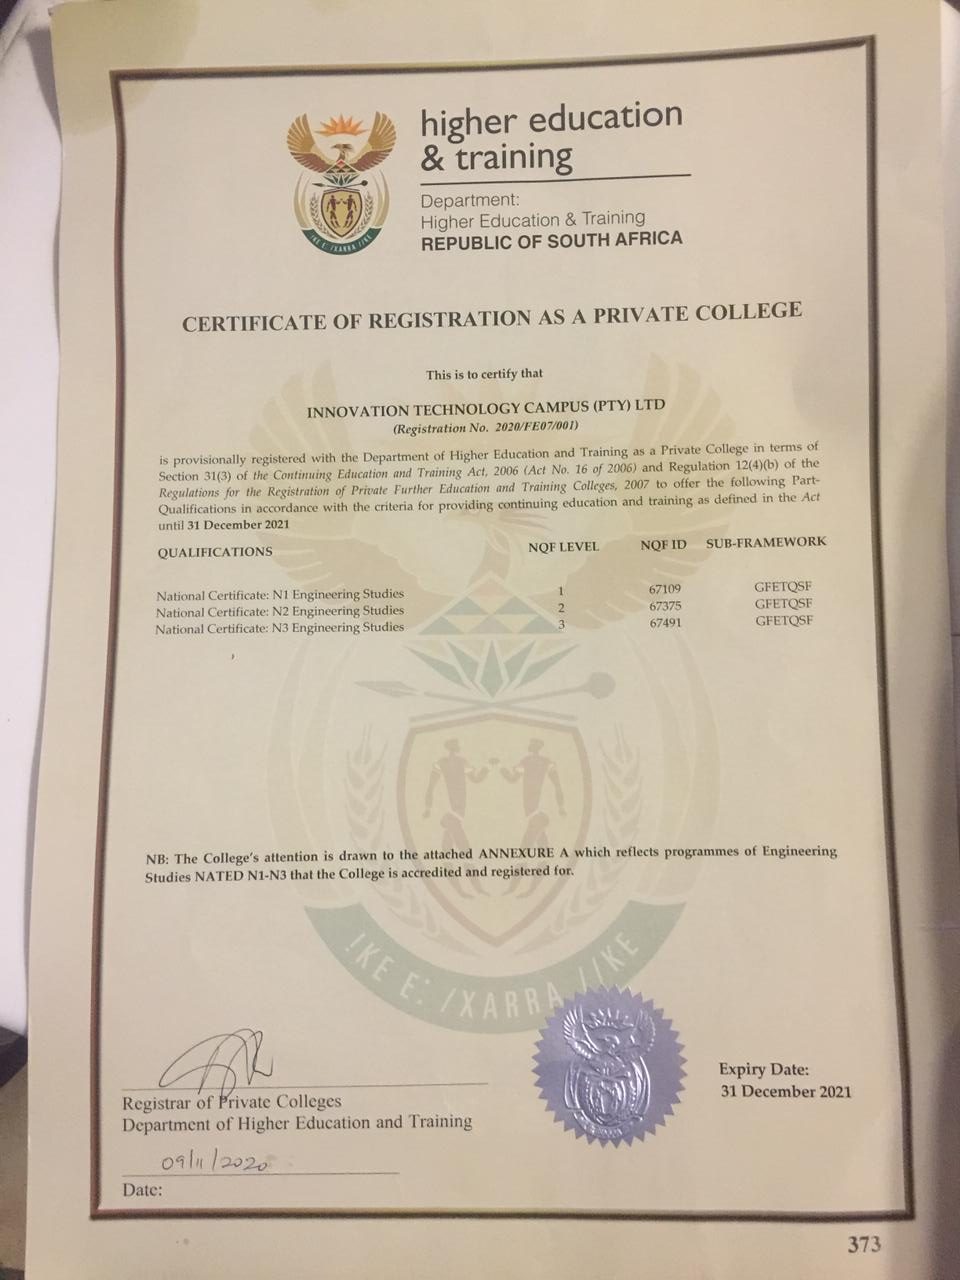 higher education
& training
Department:
Higher Education & Training
REPUBLIC OF SOUTH AFRICA
!KE E: /XARRA //KE
CERTIFICATE OF REGISTRATION AS A PRIVATE COLLEGE
This is to certify that
INNOVATION TECHNOLOGY CAMPUS (PTY) LTD
(Registration No. 2020/FE07/001)
is provisionally registered with the Department of Higher Education and Training as a Private College in terms of
Section 31(3) of the Continuing Education and Training Act, 2006 (Act No. 16 of 2006) and Regulation 12(4)(b) of the
Regulations for the Registration of Private Further Education and Training Colleges, 2007 to offer the following Part-
Qualifications in accordance with the criteria for providing continuing education and training as defined in the Act
until 31 December 2021
QUALIFICATIONS NQF LEVEL NQF ID SUB-FRAMEWORK
National Certificate: N1 Engineering Studies 1 67109 GFETQSF
National Certificate: N2 Engineering Studies 2 67375 GFETQSF
National Certificate: N3 Engineering Studies 3 67491 GFETQSF
NB: The College's attention is drawn to the attached ANNEXURE A which reflects programmes of Engineering
Studies NATED N1-N3 that the College is accredited and registered for.
!KE E: /XARRA //KE
Registrar of Private Colleges
Department of Higher Education and Training
09/11/2020
Date:
Expiry Date:
31 December 2021
373